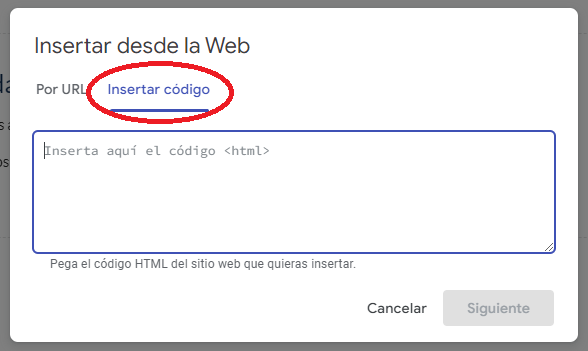 Insertar desde la Web
Por URL Insertar código
Inserta aquí el código <html>
Pega el código HTML del sitio web que quieras insertar.
Cancelar Siguiente